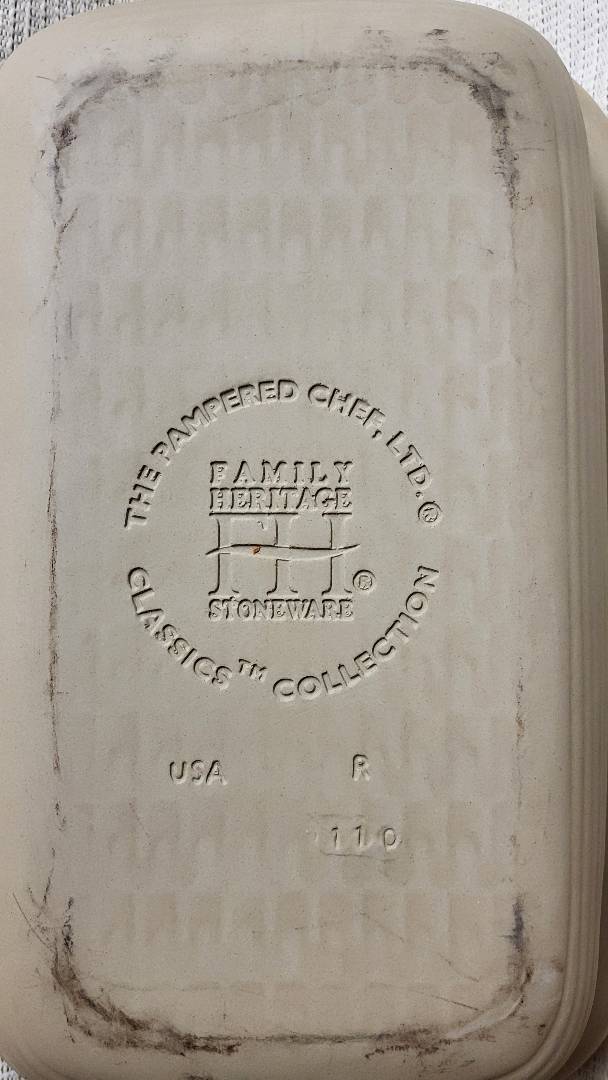 THE PAMPERED CHEF, LTD.®
FAMILY
HERITAGE
FH®
STONEWARE
CLASSICS™ COLLECTION
USA R
110